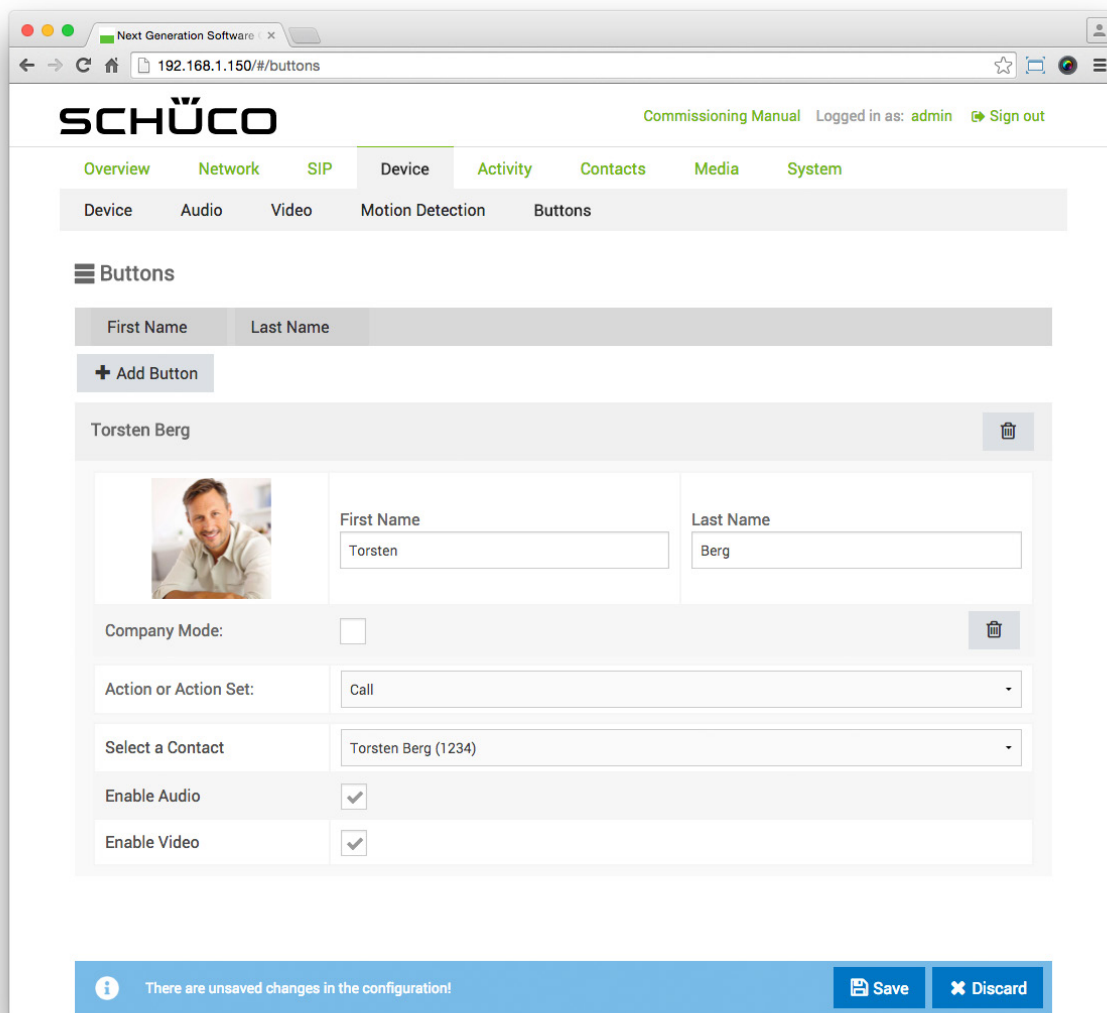 Next Generation Software
192.168.1.150/#/buttons
SCHÜCO
Commissioning Manual Logged in as: admin Sign out
Overview Network SIP Device Activity Contacts Media System
Device Audio Video Motion Detection Buttons
Buttons
First Name Last Name
Add Button
Torsten Berg
First Name Last Name
Torsten Berg
Company Mode:
Action or Action Set: Call
Select a Contact Torsten Berg (1234)
Enable Audio
Enable Video
There are unsaved changes in the configuration! Save Discard